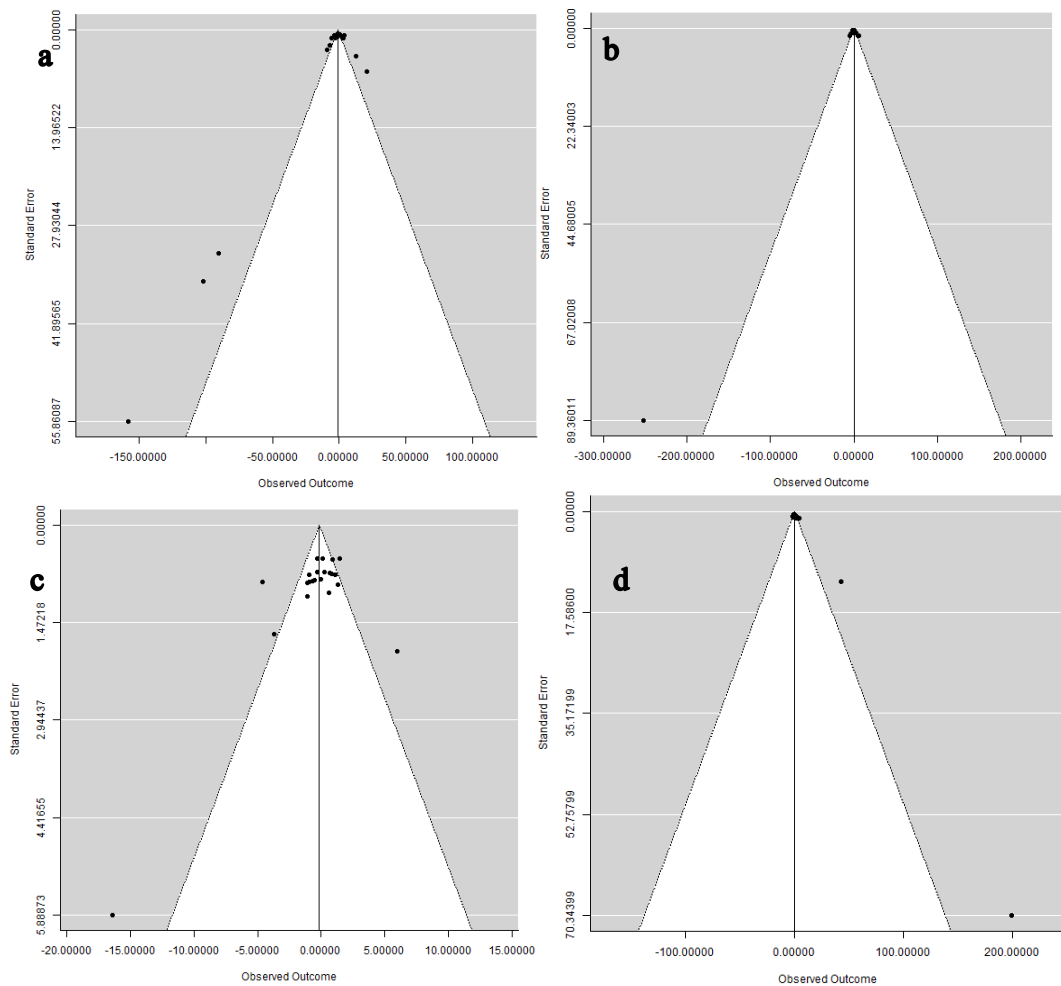 a
0.00000
13.96522
27.93044
41.89565
55.86087
Standard Error
-150.00000 -50.00000 0.00000 50.00000 100.00000
Observed Outcome
b
0.00000
22.34003
44.68005
67.02008
89.36011
Standard Error
-300.00000 -200.00000 -100.00000 0.00000 100.00000 200.00000
Observed Outcome
c
0.00000
1.47218
2.94437
4.41655
5.88873
Standard Error
-20.00000 -15.00000 -10.00000 -5.00000 0.00000 5.00000 10.00000 15.00000
Observed Outcome
d
0.00000
17.58600
35.17199
52.75799
70.34399
Standard Error
-100.00000 0.00000 100.00000 200.00000
Observed Outcome